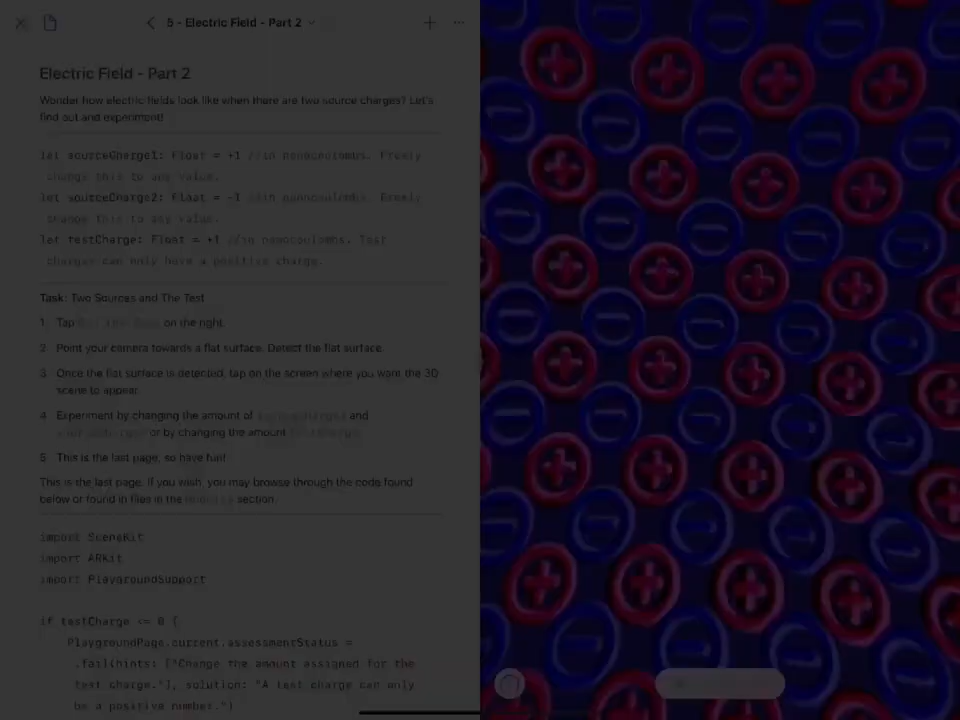 5 - Electric Field - Part 2
Electric Field - Part 2
Wonder how electric fields look like when there are two source charges? Let's
find out and experiment!
let sourceCharge1: Float = +1 //in nanocoulombs. Freely
change this to any value.
let sourceCharge2: Float = -1 //in nanocoulombs. Freely
change this to any value.
let testCharge: Float = +1 //in nanocoulombs. Test
charges can only have a positive charge.
Task: Two Sources and The Test
1. Tap on the right.
2. Point your camera towards a flat surface. Detect the flat surface.
3. Once the flat surface is detected, tap on the screen where you want the 3D
scene to appear.
4. Experiment by changing the amount of sourceCharge1 and
sourceCharge2 or by changing the amount testCharge.
5. This is the last page, so have fun!
This is the last page. If you wish, you may browse through the code found
below or found in files in the section.
import SceneKit
import ARKit
import PlaygroundSupport
if testCharge <= 0 {
PlaygroundPage.current.assessmentStatus =
.fail(hints: ["Change the amount assigned for the
test charge."], solution: "A test charge can only
be a positive number.")